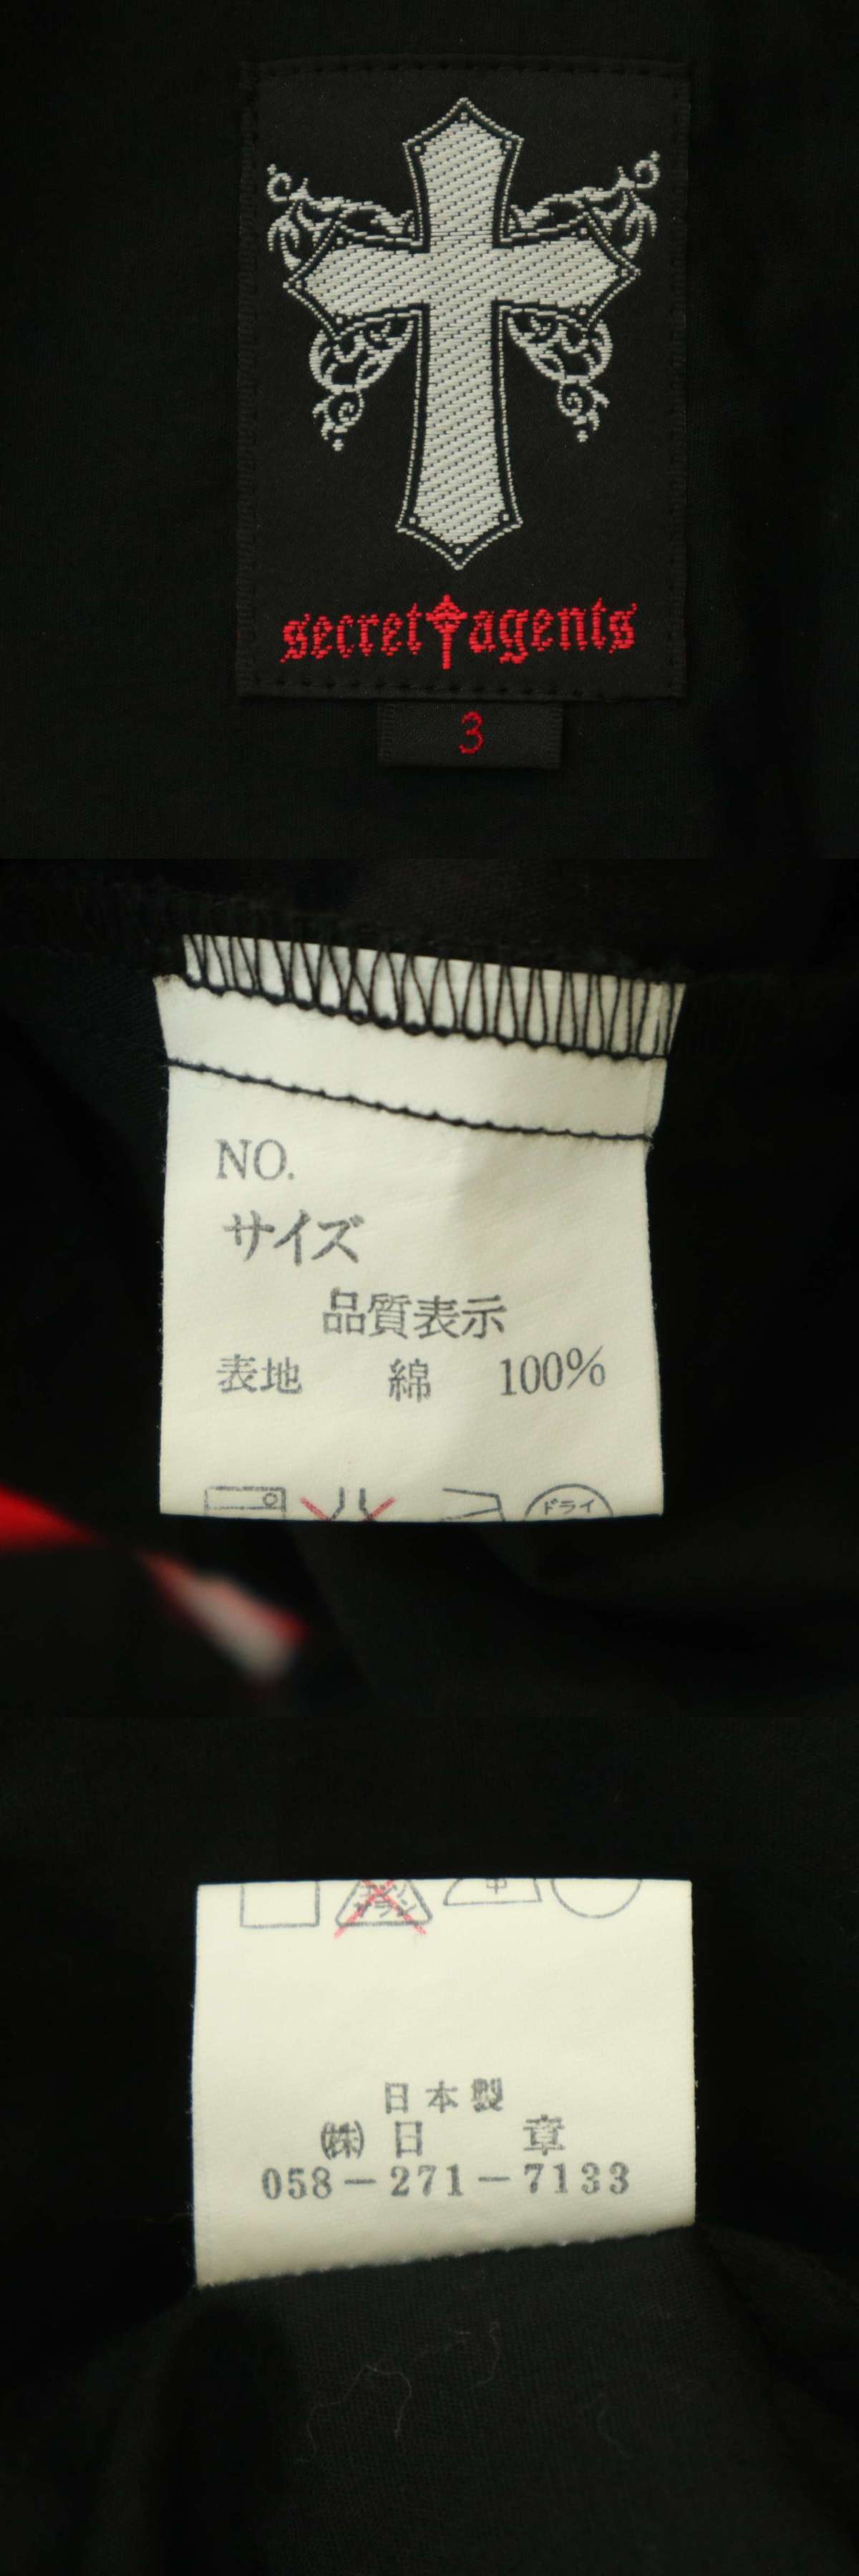 secret agents
3
NO.
サイズ
品質表示
表地 綿 100%
ドライ
中
日本製
㈱日 章
058-271-7133